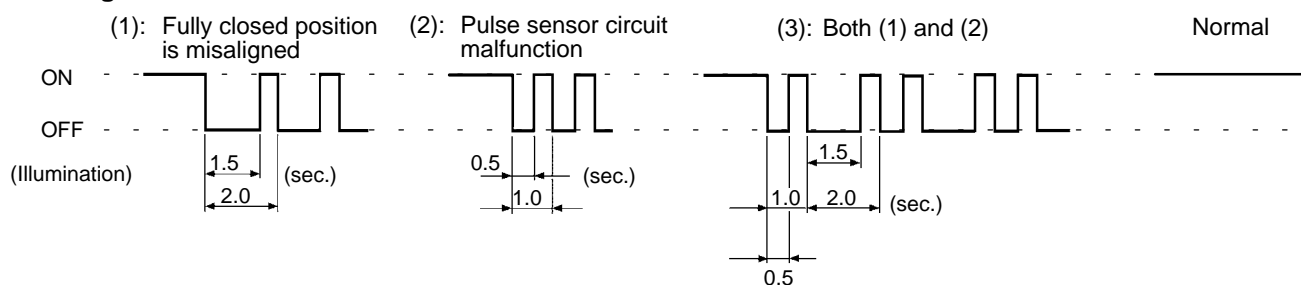 (1): Fully closed position
is misaligned
(2): Pulse sensor circuit
malfunction
(3): Both (1) and (2)
Normal
ON
OFF
(Illumination)
1.5
(sec.)
2.0
0.5
(sec.)
1.0
1.5
1.0
2.0
(sec.)
0.5